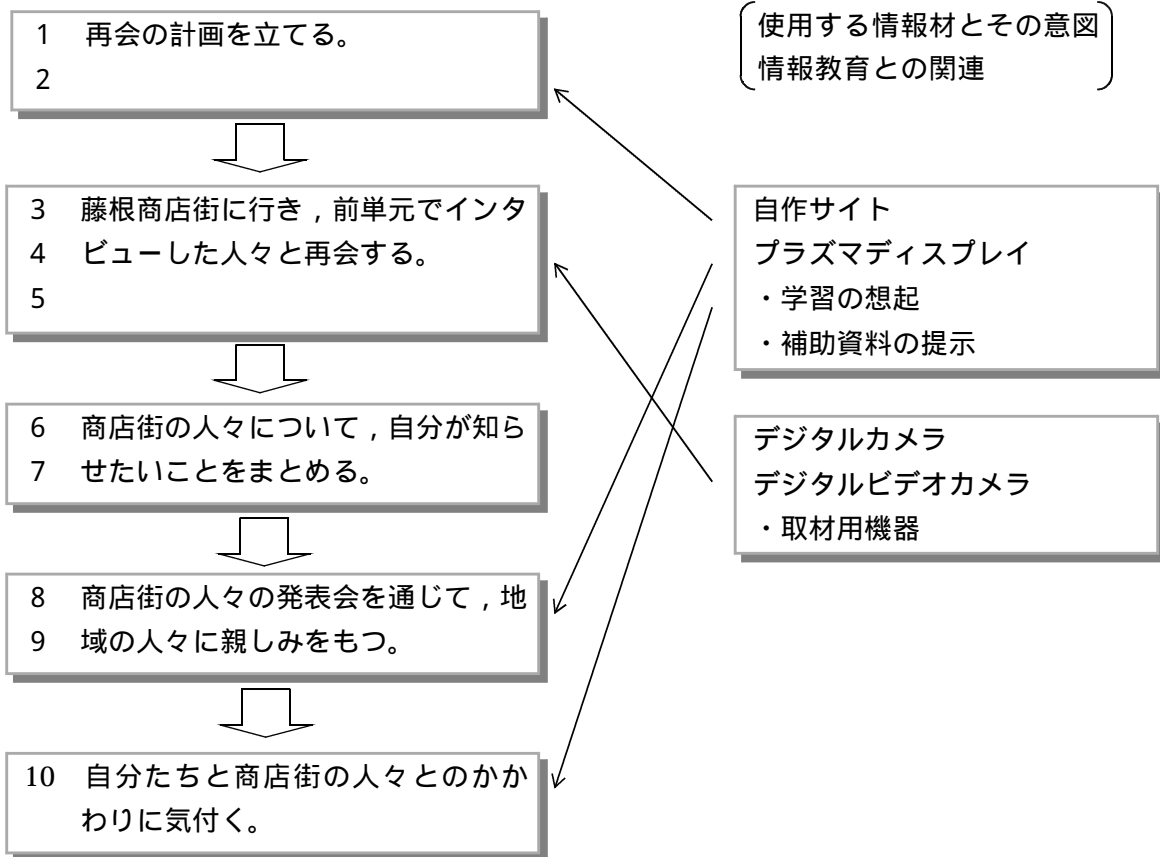 1 再会の計画を立てる。
2
3 藤根商店街に行き,前単元でインタ
4 ビューした人々と再会する。
5
6 商店街の人々について,自分が知ら
7 せたいことをまとめる。
8 商店街の人々の発表会を通じて,地
9 域の人々に親しみをもつ。
10 自分たちと商店街の人々とのかか
わりに気付く。
使用する情報材とその意図
情報教育との関連
自作サイト
プラズマディスプレイ
・学習の想起
・補助資料の提示
デジタルカメラ
デジタルビデオカメラ
・取材用機器